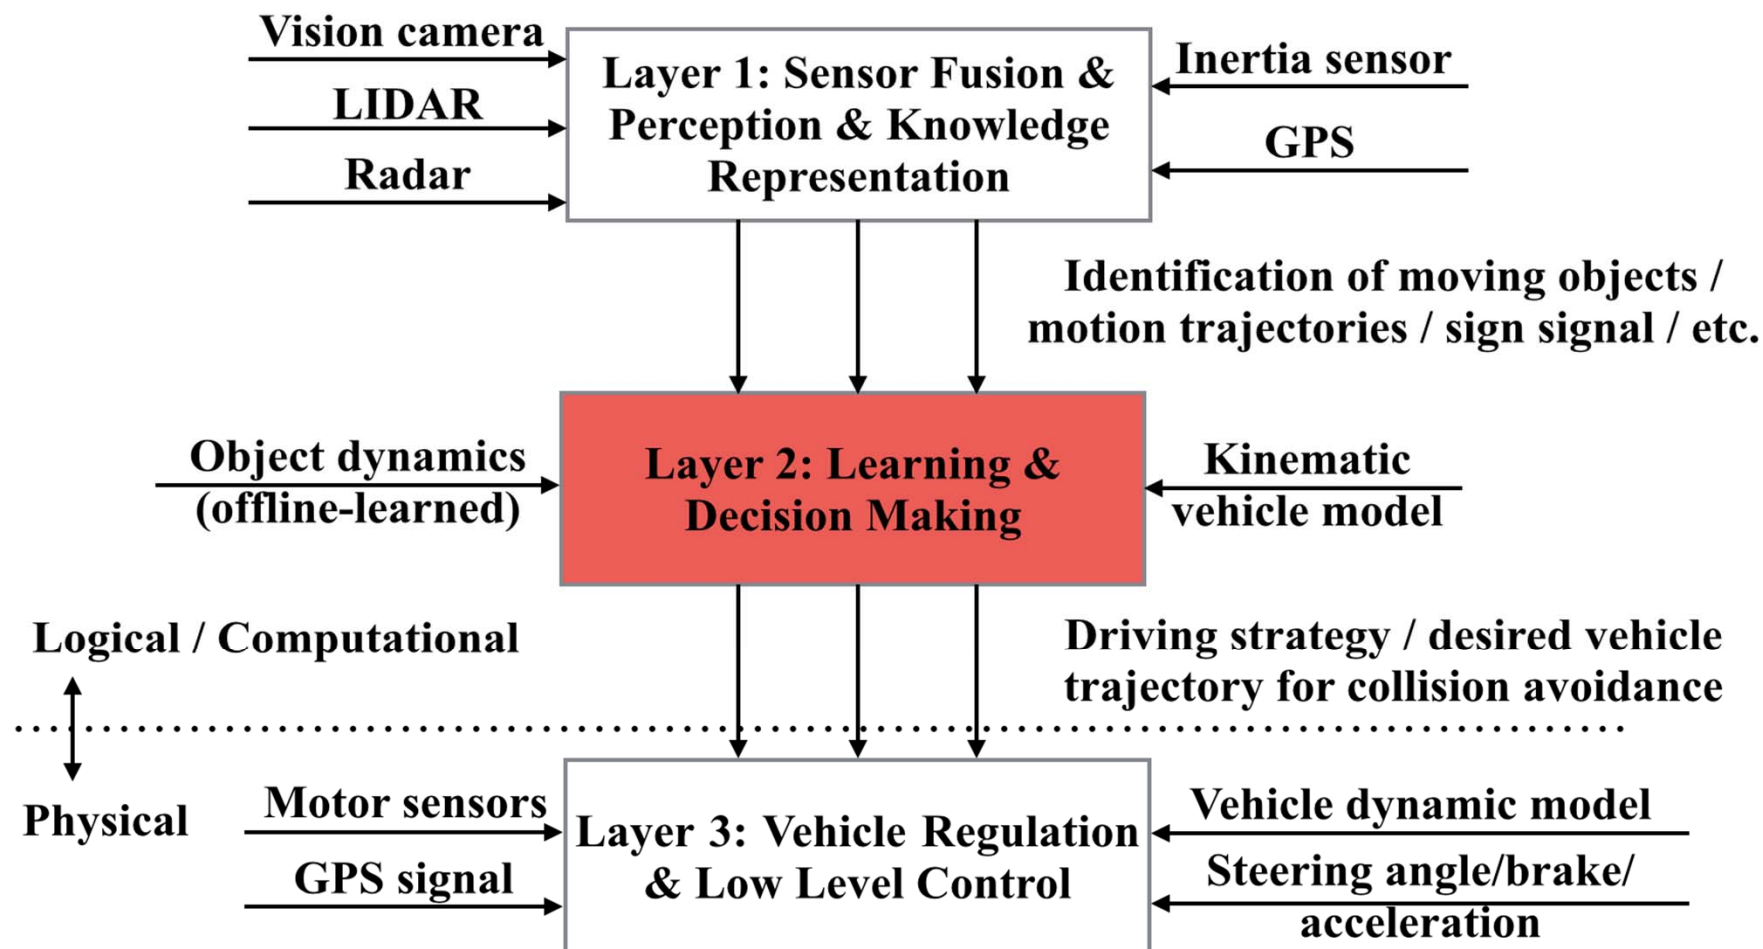 Vision camera
LIDAR
Radar
Layer 1: Sensor Fusion &
Perception & Knowledge
Representation
Inertia sensor
GPS
Identification of moving objects /
motion trajectories / sign signal / etc.
Object dynamics
(offline-learned)
Layer 2: Learning &
Decision Making
Kinematic
vehicle model
Logical / Computational
Driving strategy / desired vehicle
trajectory for collision avoidance
Physical
Motor sensors
GPS signal
Layer 3: Vehicle Regulation
& Low Level Control
Vehicle dynamic model
Steering angle/brake/
acceleration